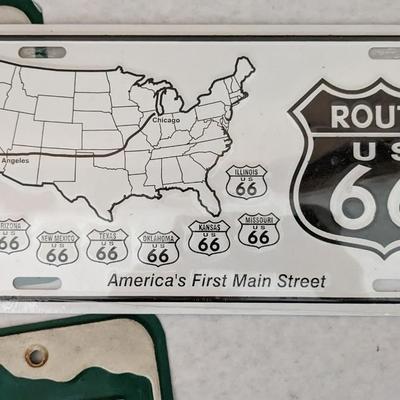 Chicago
Angeles
ILLINOIS
US
66
ARIZONA
US
66
NEW MEXICO
US
66
TEXAS
US
66
OKLAHOMA
US
66
KANSAS
US
66
MISSOURI
US
66
America's First Main Street
ROUT
US
66